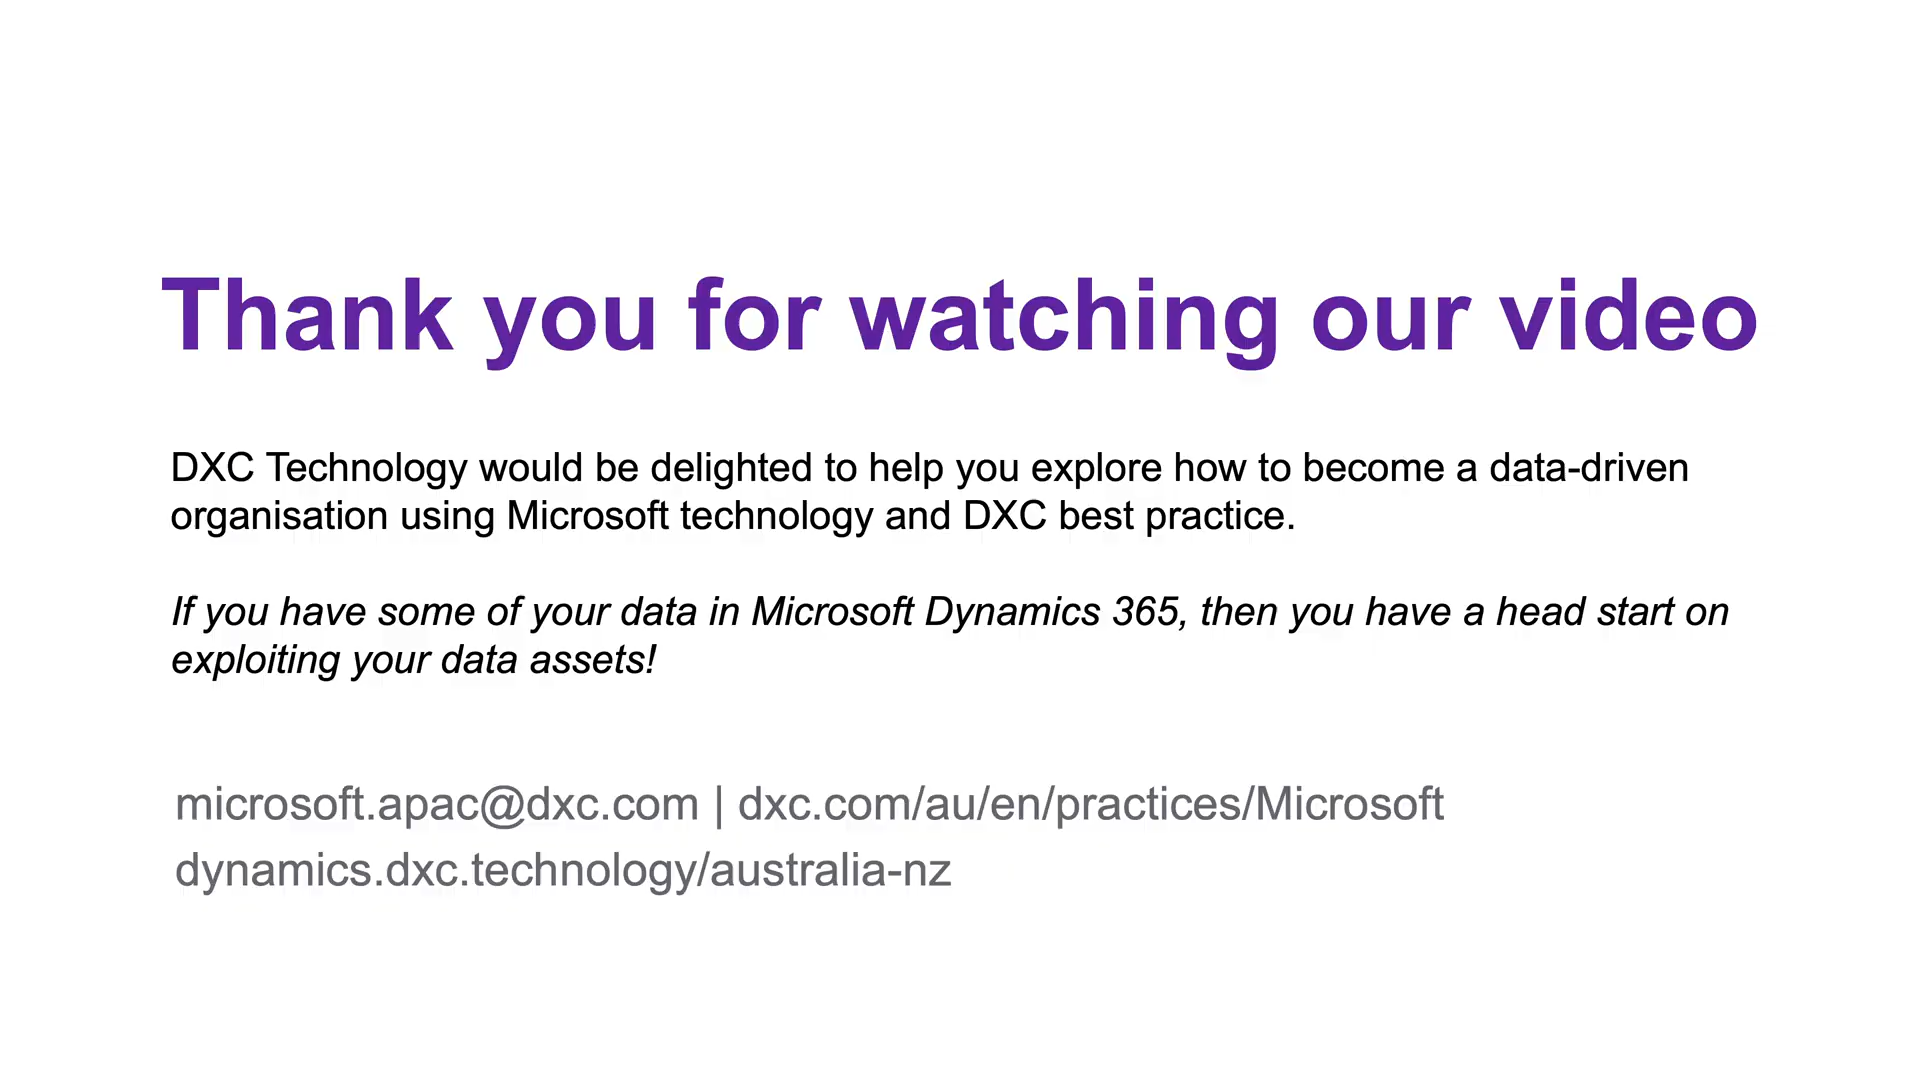 Thank you for watching our video
DXC Technology would be delighted to help you explore how to become a data-driven
organisation using Microsoft technology and DXC best practice.
If you have some of your data in Microsoft Dynamics 365, then you have a head start on
exploiting your data assets!
microsoft.apac@dxc.com | dxc.com/au/en/practices/Microsoft
dynamics.dxc.technology/australia-nz